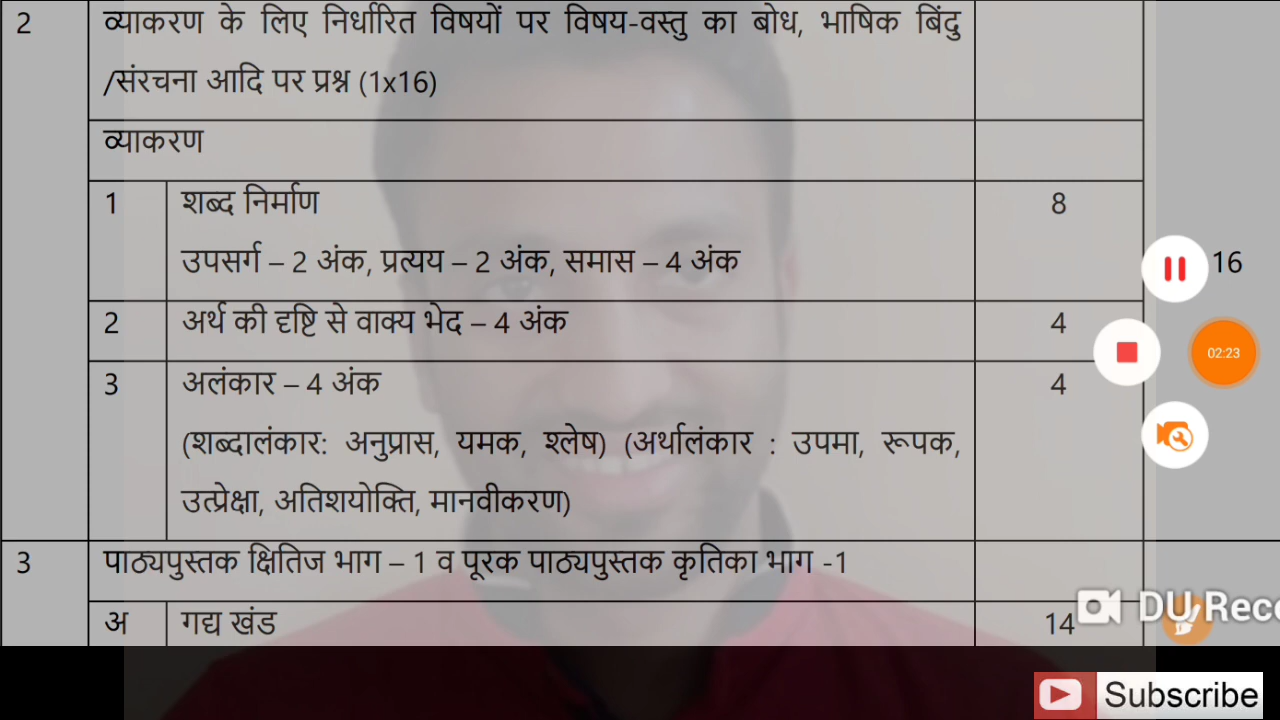 2 व्याकरण के लिए निर्धारित विषयों पर विषय-वस्तु का बोध, भाषिक बिंदु
/संरचना आदि पर प्रश्न (1x16)
व्याकरण
1 शब्द निर्माण 8
उपसर्ग – 2 अंक, प्रत्यय – 2 अंक, समास – 4 अंक 16
2 अर्थ की दृष्टि से वाक्य भेद – 4 अंक 4
02:23
3 अलंकार – 4 अंक 4
(शब्दालंकार: अनुप्रास, यमक, श्लेष) (अर्थालंकार : उपमा, रूपक,
उत्प्रेक्षा, अतिशयोक्ति, मानवीकरण)
3 पाठ्यपुस्तक क्षितिज भाग – 1 व पूरक पाठ्यपुस्तक कृतिका भाग -1
अ गद्य खंड 14
DU Reco
Subscribe